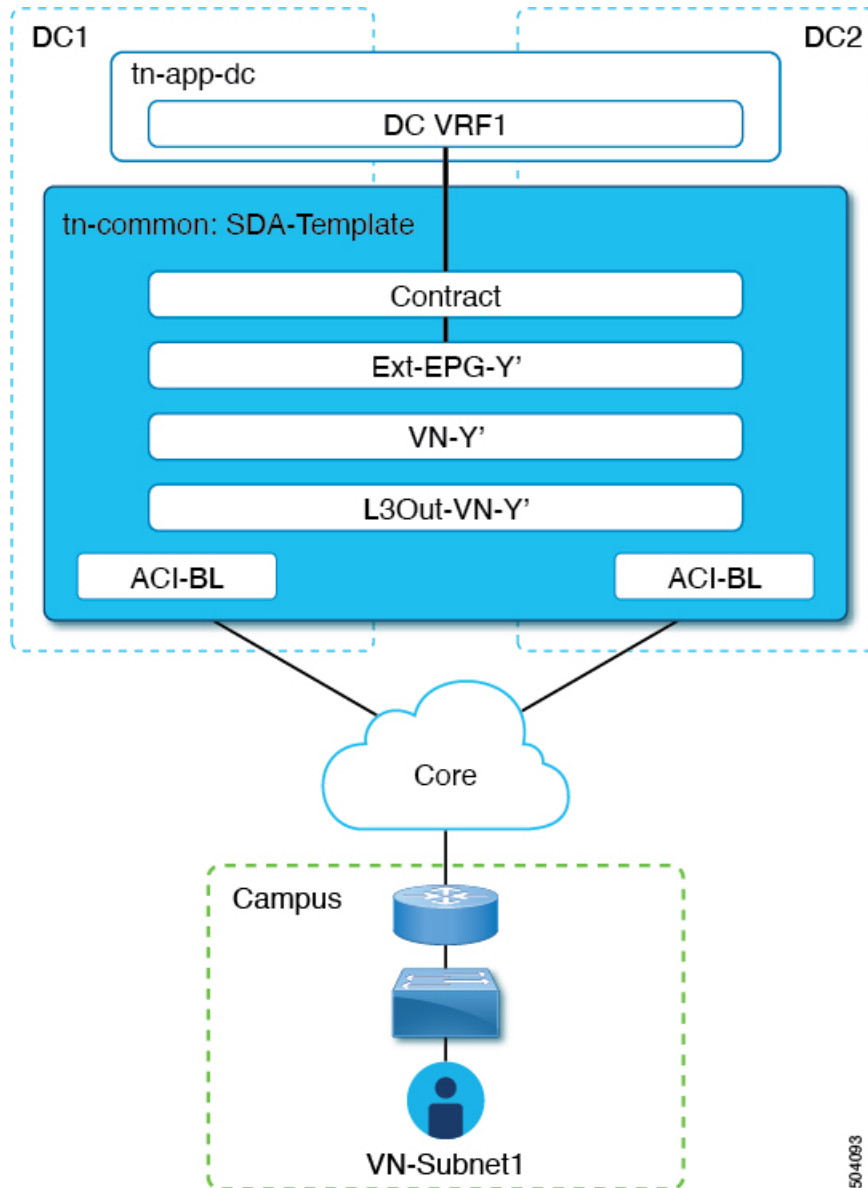 DC1
DC2
tn-app-dc
DC VRF1
tn-common: SDA-Template
Contract
Ext-EPG-Y’
VN-Y’
L3Out-VN-Y’
ACI-BL
ACI-BL
Core
Campus
VN-Subnet1
504093